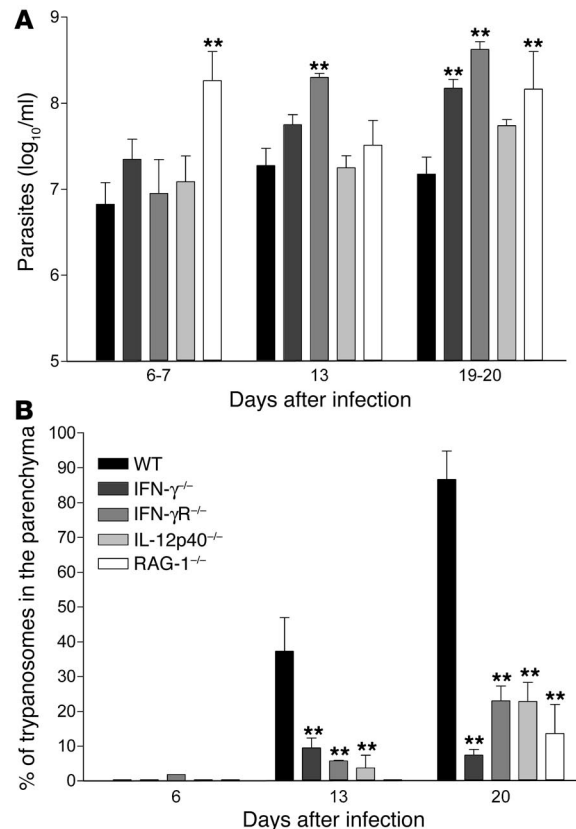 A
9
8
7
6
5
Parasites (log₁₀/ml)
** ** ** ** **
6-7 13 19-20
Days after infection
B
100
90
80
70
60
50
40
30
20
10
0
% of trypanosomes in the parenchyma
WT
IFN-γ⁻/⁻
IFN-γR⁻/⁻
IL-12p40⁻/⁻
RAG-1⁻/⁻
** ** ** ** ** ** **
6 13 20
Days after infection